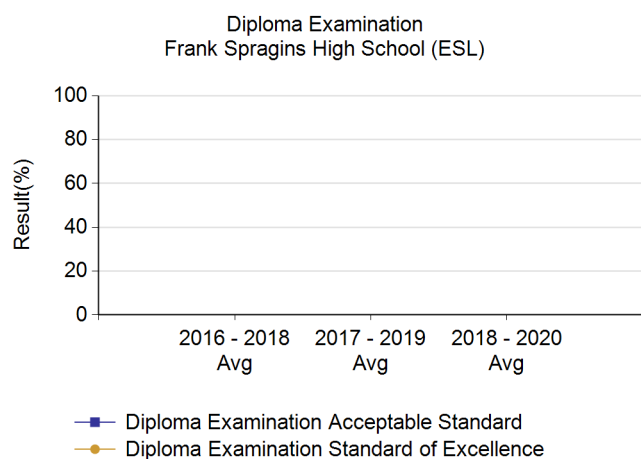 Diploma Examination
Frank Spragins High School (ESL)
Result(%)
100
80
60
40
20
0
2016 - 2018 Avg
2017 - 2019 Avg
2018 - 2020 Avg
Diploma Examination Acceptable Standard
Diploma Examination Standard of Excellence